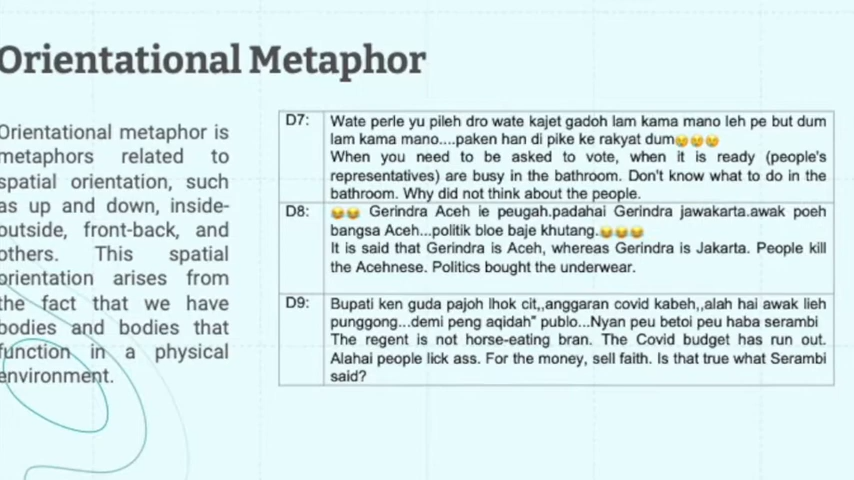 Orientational Metaphor
Orientational metaphor is
metaphors related to
spatial orientation, such
as up and down, inside-
outside, front-back, and
others. This spatial
orientation arises from
the fact that we have
bodies and bodies that
function in a physical
environment.
D7: Wate perle yu pileh dro wate kajet gadoh lam kama mano leh pe but dum
lam kama mano....paken han di pike ke rakyat dum😢😢😢
When you need to be asked to vote, when it is ready (people's
representatives) are busy in the bathroom. Don't know what to do in the
bathroom. Why did not think about the people.
D8: 😂😂 Gerindra Aceh ie peugah.padahai Gerindra jawakarta.awak poeh
bangsa Aceh...politik bloe baje khutang.😂😂😂
It is said that Gerindra is Aceh, whereas Gerindra is Jakarta. People kill
the Acehnese. Politics bought the underwear.
D9: Bupati ken guda pajoh lhok cit,,anggaran covid kabeh,,alah hai awak lieh
punggong...demi peng aqidah" publo...Nyan peu betoi peu haba serambi
The regent is not horse-eating bran. The Covid budget has run out.
Alahai people lick ass. For the money, sell faith. Is that true what Serambi
said?